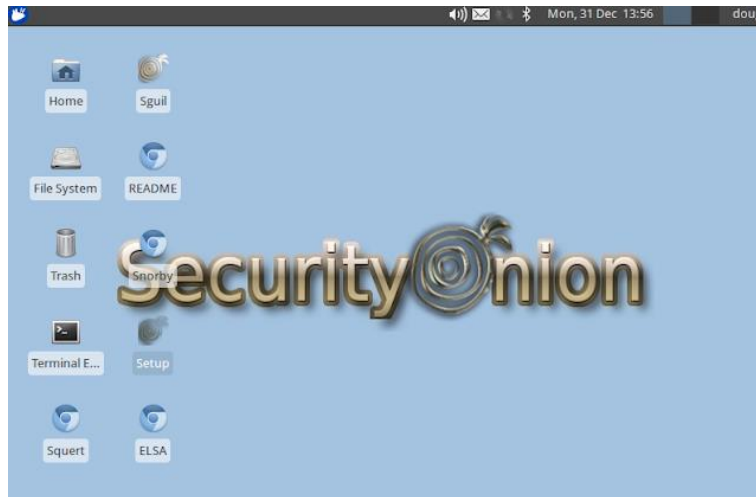 Mon, 31 Dec 13:56 dou
Home Sguil
File System README
Trash Snorby
SecurityOnion
Terminal E... Setup
Squert ELSA